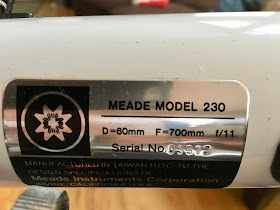 MEADE MODEL 230
D=60mm F=700mm f/11
Serial No.
MANUFACTURED IN TAIWAN R.O.C. TO THE
DESIGN SPECIFICATIONS OF
Meade Instruments Corporation
IRVINE, CALIFORNIA U.S.A.